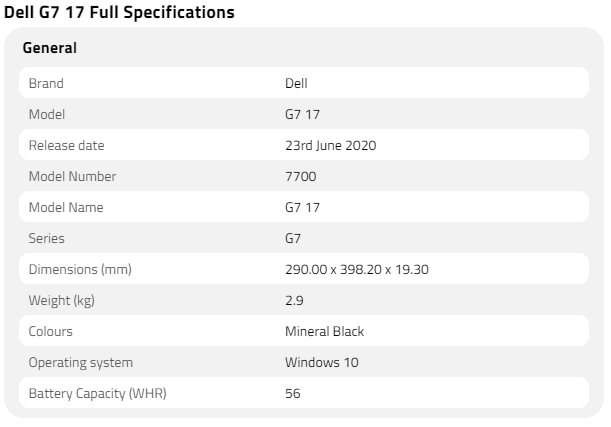 Dell G7 17 Full Specifications
General
Brand Dell
Model G7 17
Release date 23rd June 2020
Model Number 7700
Model Name G7 17
Series G7
Dimensions (mm) 290.00 x 398.20 x 19.30
Weight (kg) 2.9
Colours Mineral Black
Operating system Windows 10
Battery Capacity (WHR) 56